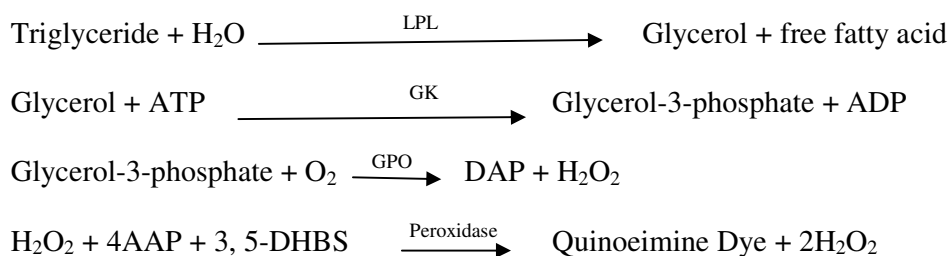 Triglyceride + H₂O LPL Glycerol + free fatty acid
Glycerol + ATP GK Glycerol-3-phosphate + ADP
Glycerol-3-phosphate + O₂ GPO DAP + H₂O₂
H₂O₂ + 4AAP + 3, 5-DHBS Peroxidase Quinoeimine Dye + 2H₂O₂